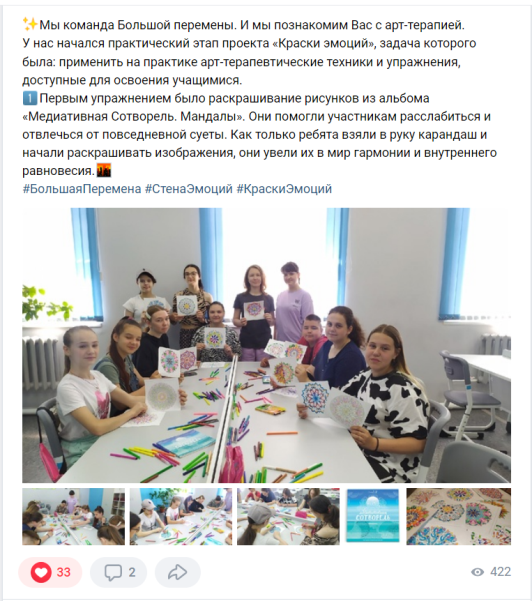 ✨Мы команда Большой перемены. И мы познакомим Вас с арт-терапией.
У нас начался практический этап проекта «Краски эмоций», задача которого
была: применить на практике арт-терапевтические техники и упражнения,
доступные для освоения учащимися.
1️⃣Первым упражнением было раскрашивание рисунков из альбома
«Медиативная Сотворель. Мандалы». Они помогли участникам расслабиться и
отвлечься от повседневной суеты. Как только ребята взяли в руку карандаш и
начали раскрашивать изображения, они увели их в мир гармонии и внутреннего
равновесия.
#БольшаяПеремена #СтенаЭмоций #КраскиЭмоций
СОТВОРЕЛЬ
33
2
422